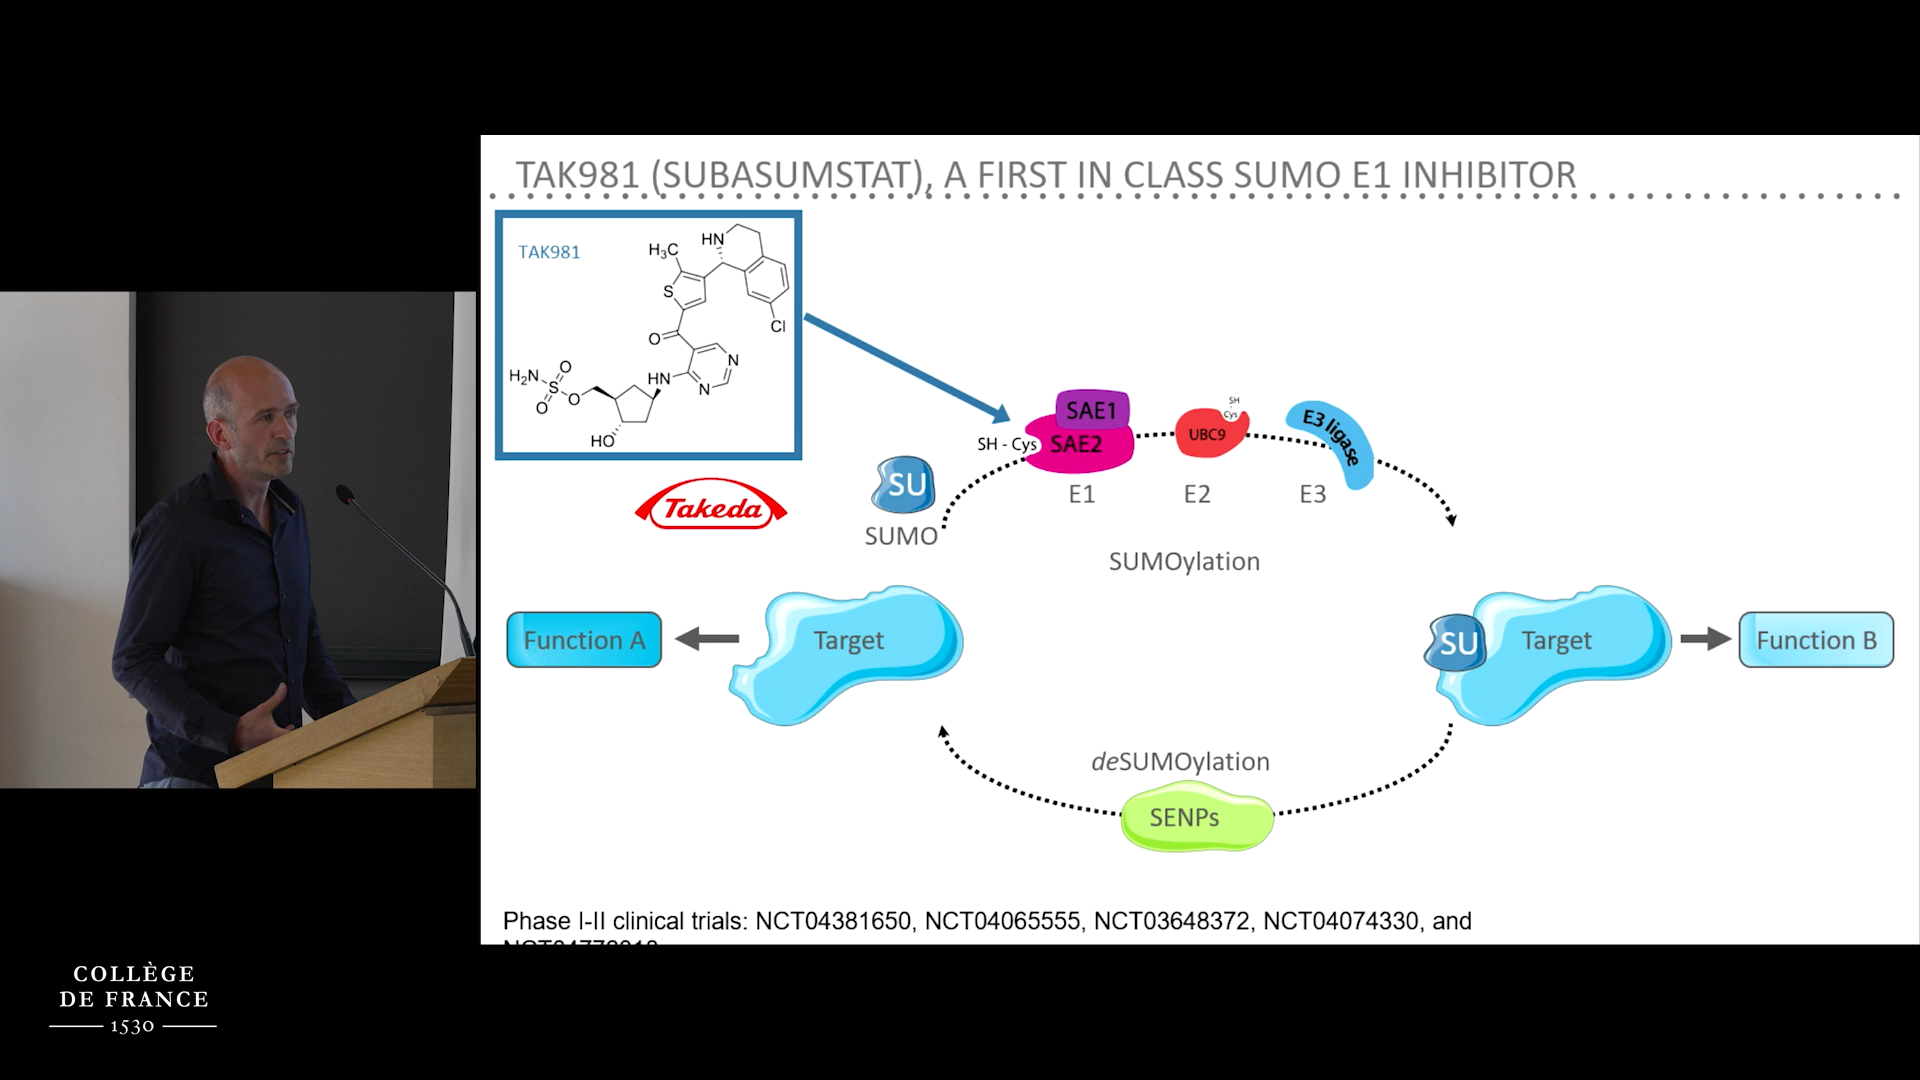 TAK981 (SUBASUMSTAT), A FIRST IN CLASS SUMO E1 INHIBITOR
TAK981
H₃C
HN
S
Cl
O
N
N
HN
H₂N
S
O
O
O
HO
Takeda
SU
SUMO
SH - Cys
SAE1
SAE2
E1
SH
Cys
UBC9
E2
E3 ligase
E3
SUMOylation
Function A
Target
SU
Target
Function B
deSUMOylation
SENPs
Phase I-II clinical trials: NCT04381650, NCT04065555, NCT03648372, NCT04074330, and
COLLÈGE
DE FRANCE
1530